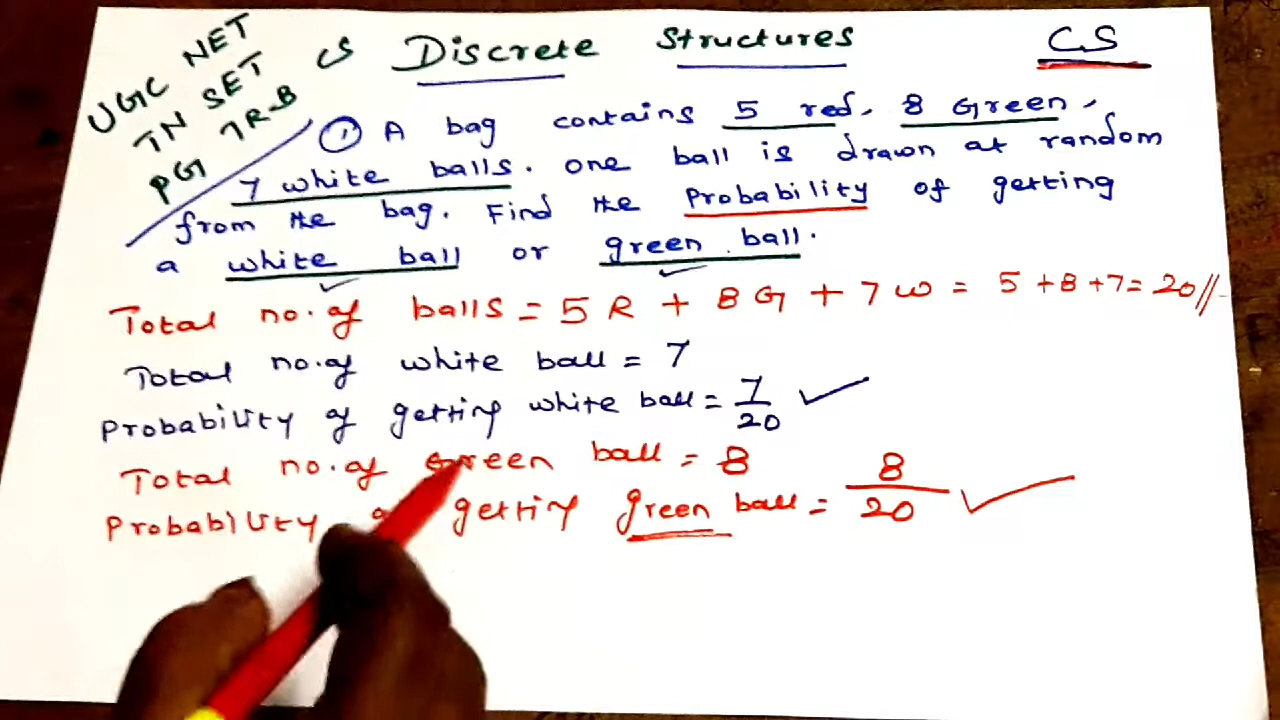 UGC NET
TN SET
PG TRB
CS Discrete Structures CS
① A bag contains 5 red, 8 Green,
7 white balls. one ball is drawn at random
from the bag. Find the Probability of getting
a white ball or green ball.
Total no. of balls = 5 R + 8 G + 7 W = 5 + 8 + 7 = 20//
Total no. of white ball = 7
Probability of getting white ball = 7/20 ✓
Total no. of Green ball = 8
Probability getting green ball = 8/20 ✓